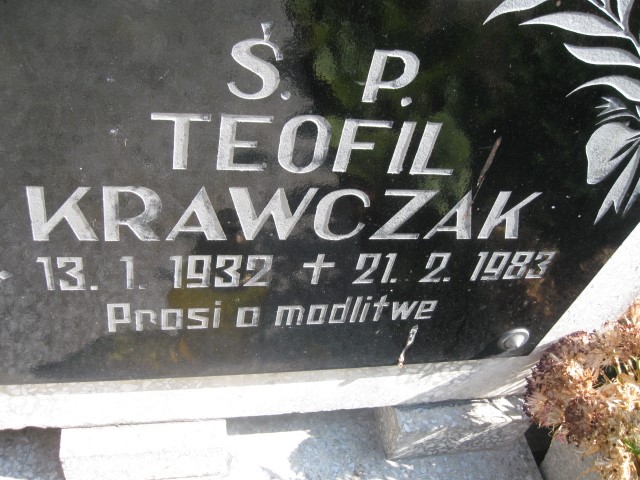 Ś. P.
TEOFIL
KRAWCZAK
* 13. 1. 1932 + 21. 2. 1983
Prosi o modlitwe